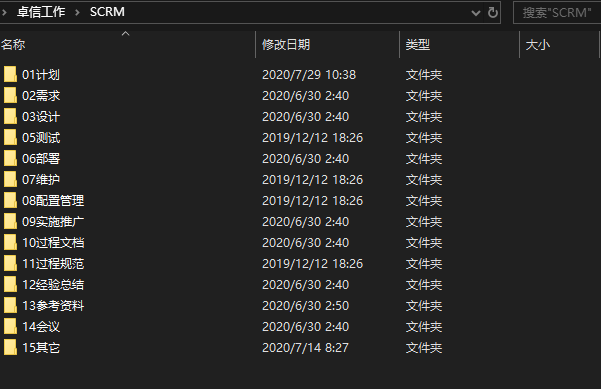 卓信工作 SCRM 搜索"SCRM"
名称 修改日期 类型 大小
01计划 2020/7/29 10:38 文件夹
02需求 2020/6/30 2:40 文件夹
03设计 2020/6/30 2:40 文件夹
05测试 2019/12/12 18:26 文件夹
06部署 2020/6/30 2:40 文件夹
07维护 2019/12/12 18:26 文件夹
08配置管理 2019/12/12 18:26 文件夹
09实施推广 2020/6/30 2:40 文件夹
10过程文档 2020/6/30 2:40 文件夹
11过程规范 2019/12/12 18:26 文件夹
12经验总结 2020/6/30 2:40 文件夹
13参考资料 2020/6/30 2:50 文件夹
14会议 2020/6/30 2:40 文件夹
15其它 2020/7/14 8:27 文件夹